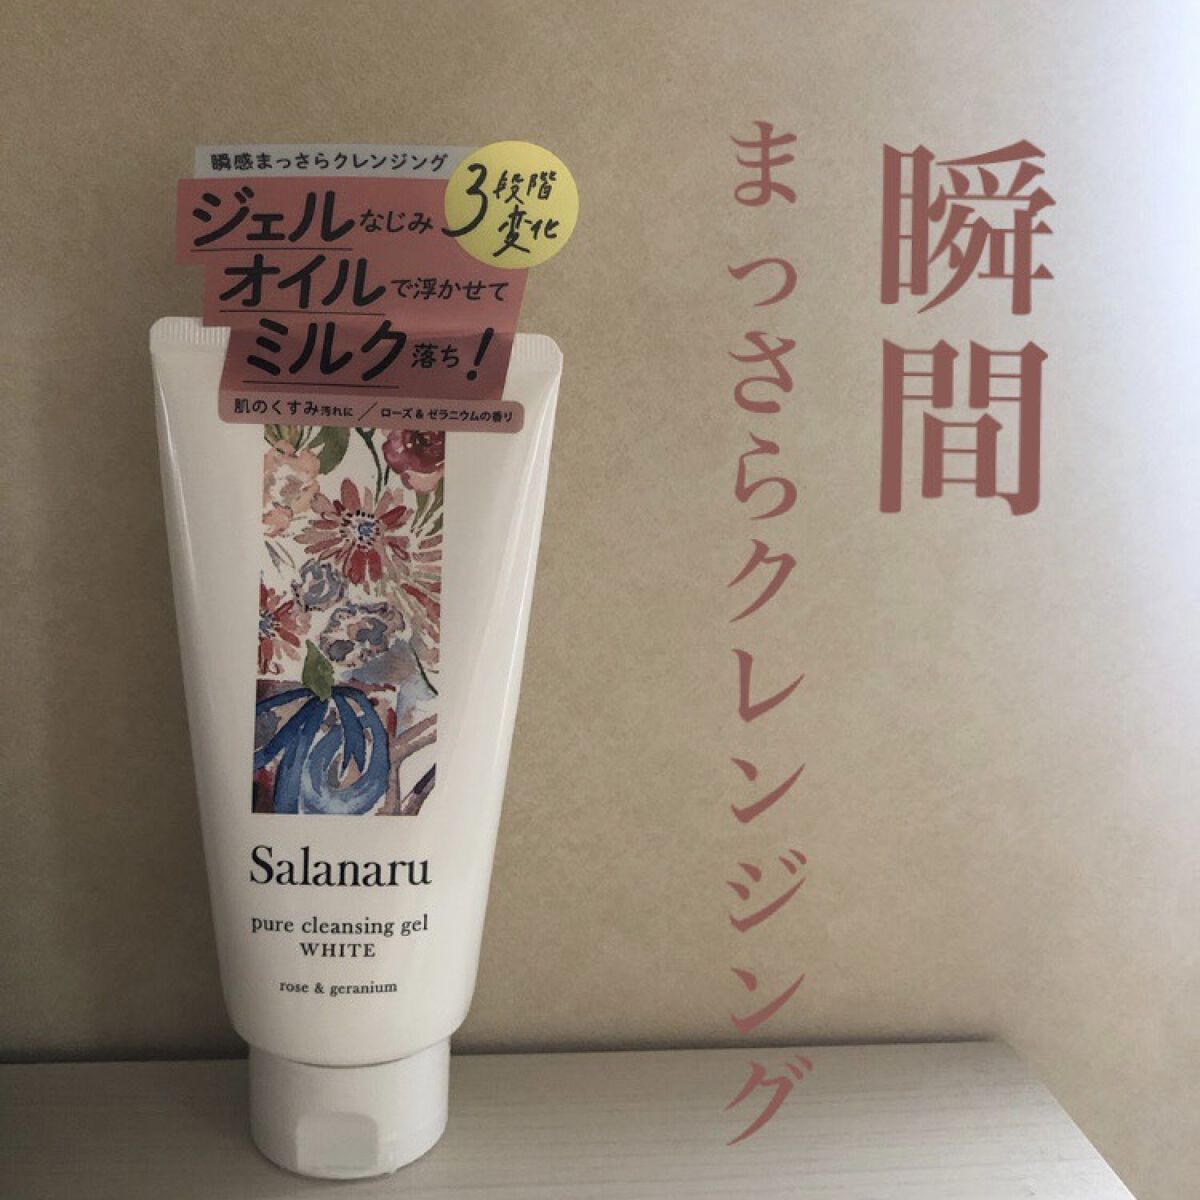 瞬間
まっさらクレンジング
瞬感まっさらクレンジング
3段階
変化
ジェルなじみ
オイルで浮かせて
ミルク落ち!
肌のくすみ汚れに／ローズ&ゼラニウムの香り
Salanaru
pure cleansing gel
WHITE
rose & geranium